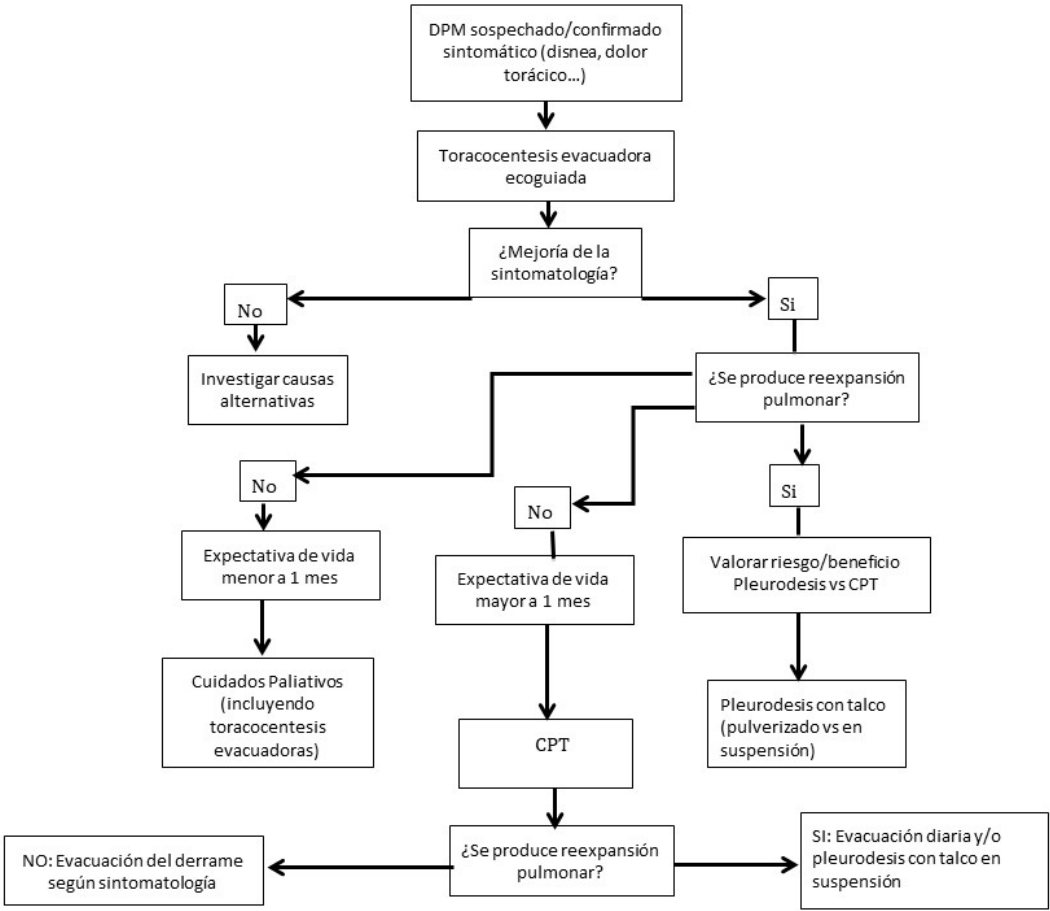 DPM sospechado/confirmado
sintomático (disnea, dolor
torácico...)
Toracocentesis evacuadora
ecoguiada
¿Mejoría de la
sintomatología?
No
Si
Investigar causas
alternativas
¿Se produce reexpansión
pulmonar?
No
No
Si
Expectativa de vida
menor a 1 mes
Expectativa de vida
mayor a 1 mes
Valorar riesgo/beneficio
Pleurodesis vs CPT
Cuidados Paliativos
(incluyendo
toracocentesis
evacuadoras)
CPT
Pleurodesis con talco
(pulverizado vs en
suspensión)
NO: Evacuación del derrame
según sintomatología
¿Se produce reexpansión
pulmonar?
SI: Evacuación diaria y/o
pleurodesis con talco en
suspensión